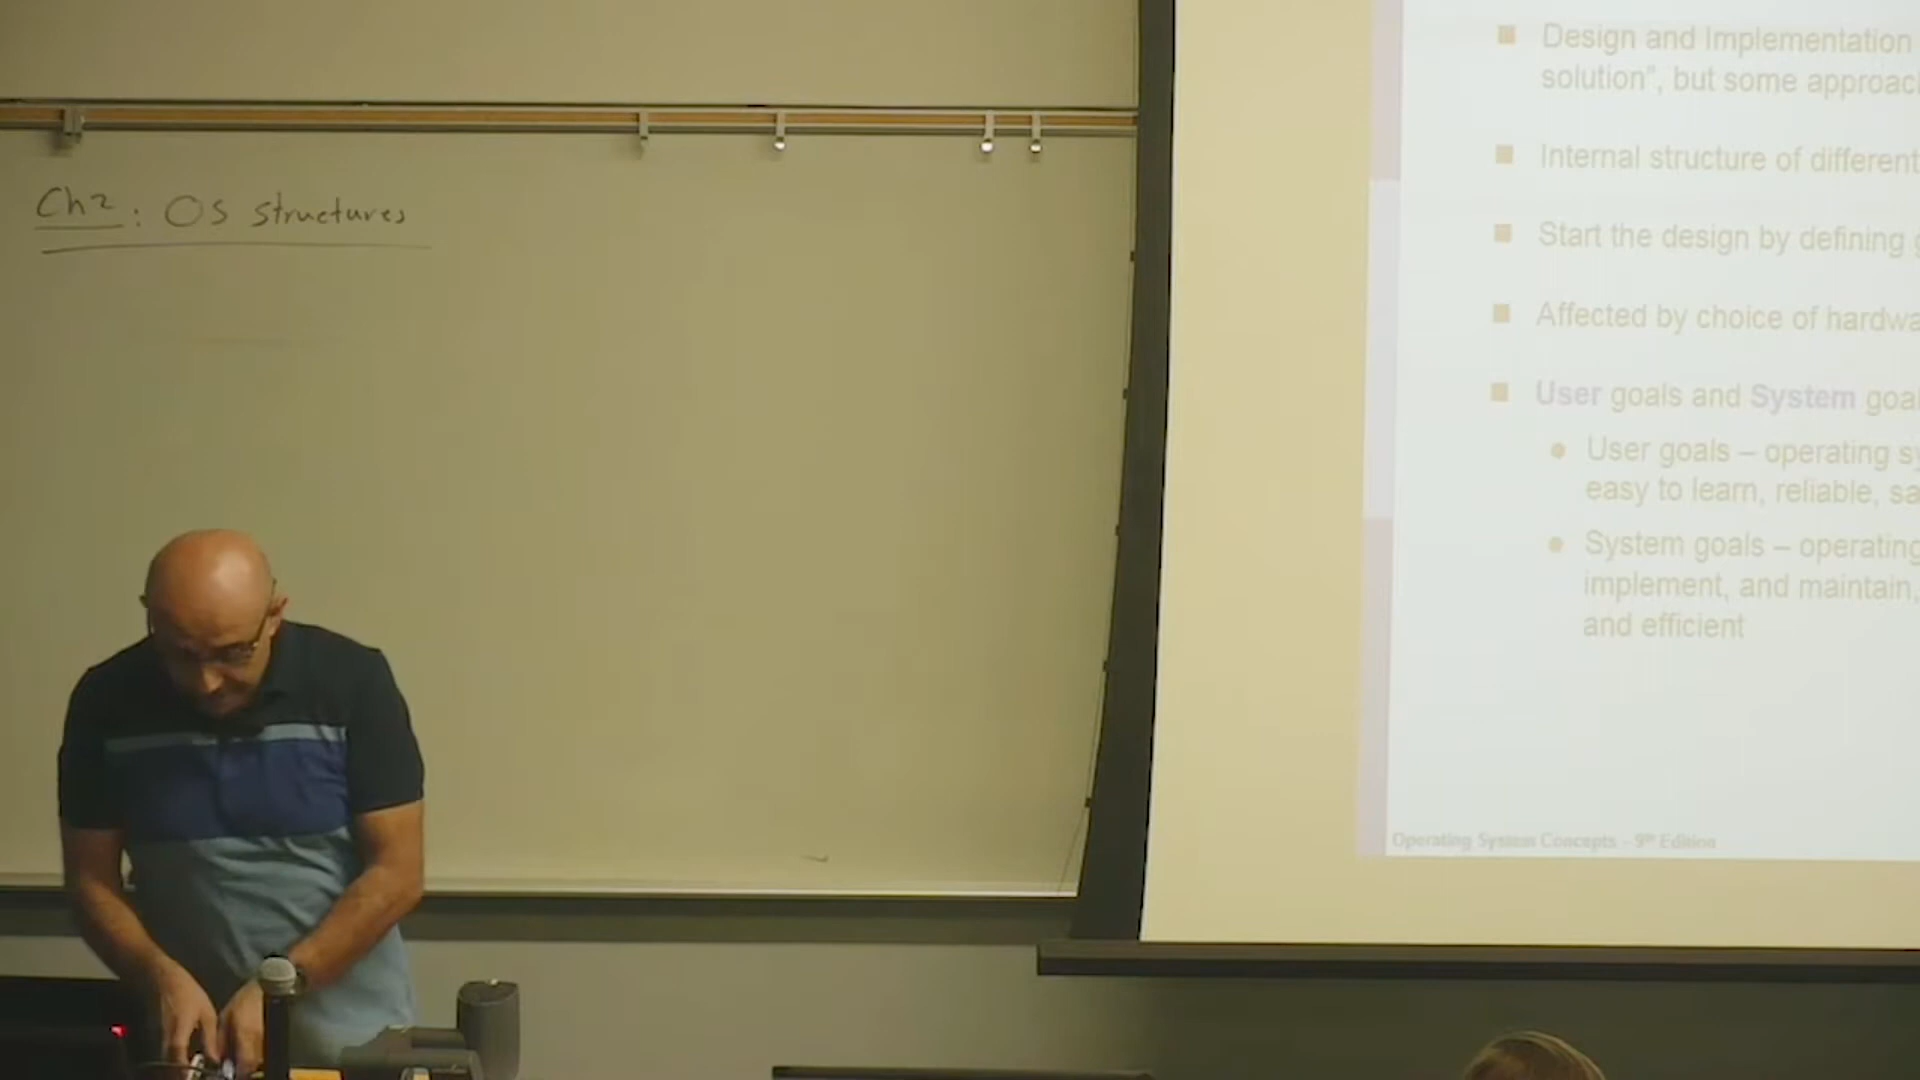 Ch2: OS structures
Design and Implementation
solution", but some approac
Internal structure of different
Start the design by defining g
Affected by choice of hardwa
User goals and System goal
User goals – operating sy
easy to learn, reliable, sa
System goals – operating
implement, and maintain,
and efficient
Operating System Concepts - 9th Edition